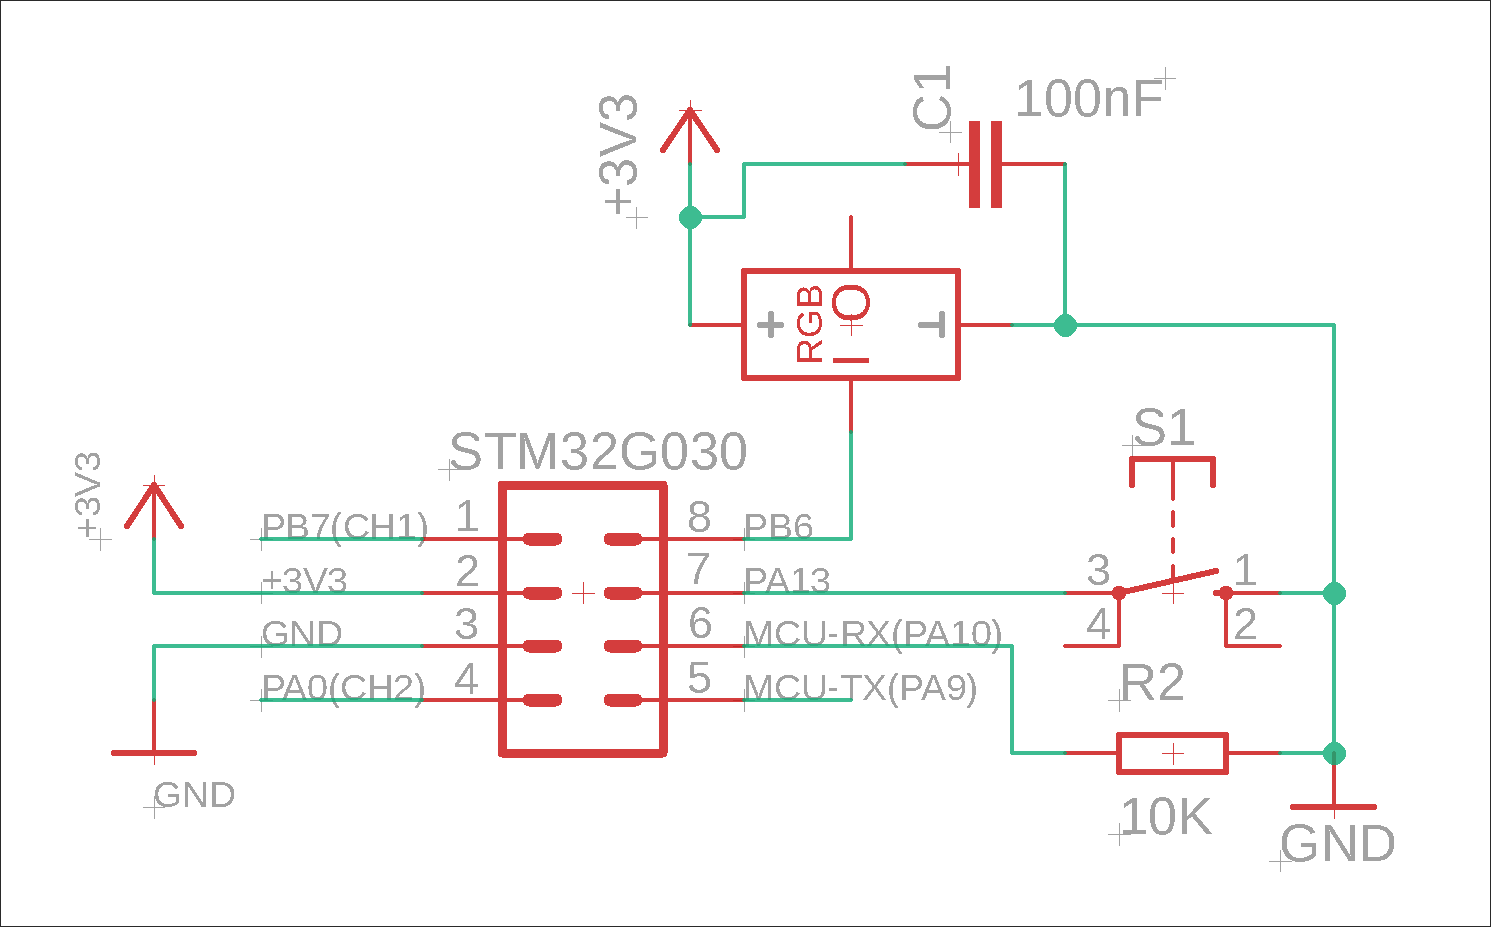 C1
100nF
+3V3
+
RGB
I
O
⊥
S1
STM32G030
+3V3
PB7(CH1)
1
8
PB6
+3V3
2
7
PA13
3
1
GND
3
6
MCU-RX(PA10)
4
2
PA0(CH2)
4
5
MCU-TX(PA9)
R2
GND
10K
GND